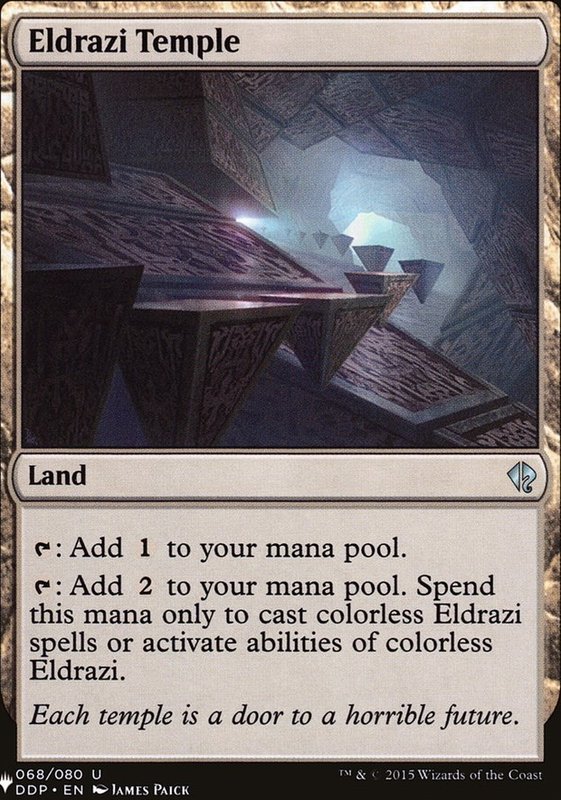 Eldrazi Temple
Land
: Add 1 to your mana pool.
: Add 2 to your mana pool. Spend
this mana only to cast colorless Eldrazi
spells or activate abilities of colorless
Eldrazi.
Each temple is a door to a horrible future.
068/080 U
DDP • EN JAMES PAICK
™ & © 2015 Wizards of the Coast